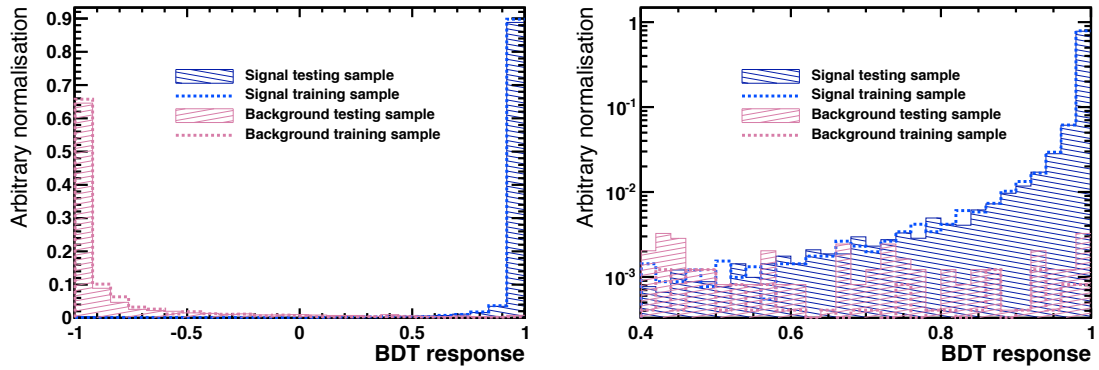 Arbitrary normalisation
0.9
0.8
0.7
0.6
0.5
0.4
0.3
0.2
0.1
0
-1
-0.5
0
0.5
1
BDT response
Signal testing sample
Signal training sample
Background testing sample
Background training sample
Arbitrary normalisation
1
10-1
10-2
10-3
0.4
0.6
0.8
1
BDT response
Signal testing sample
Signal training sample
Background testing sample
Background training sample